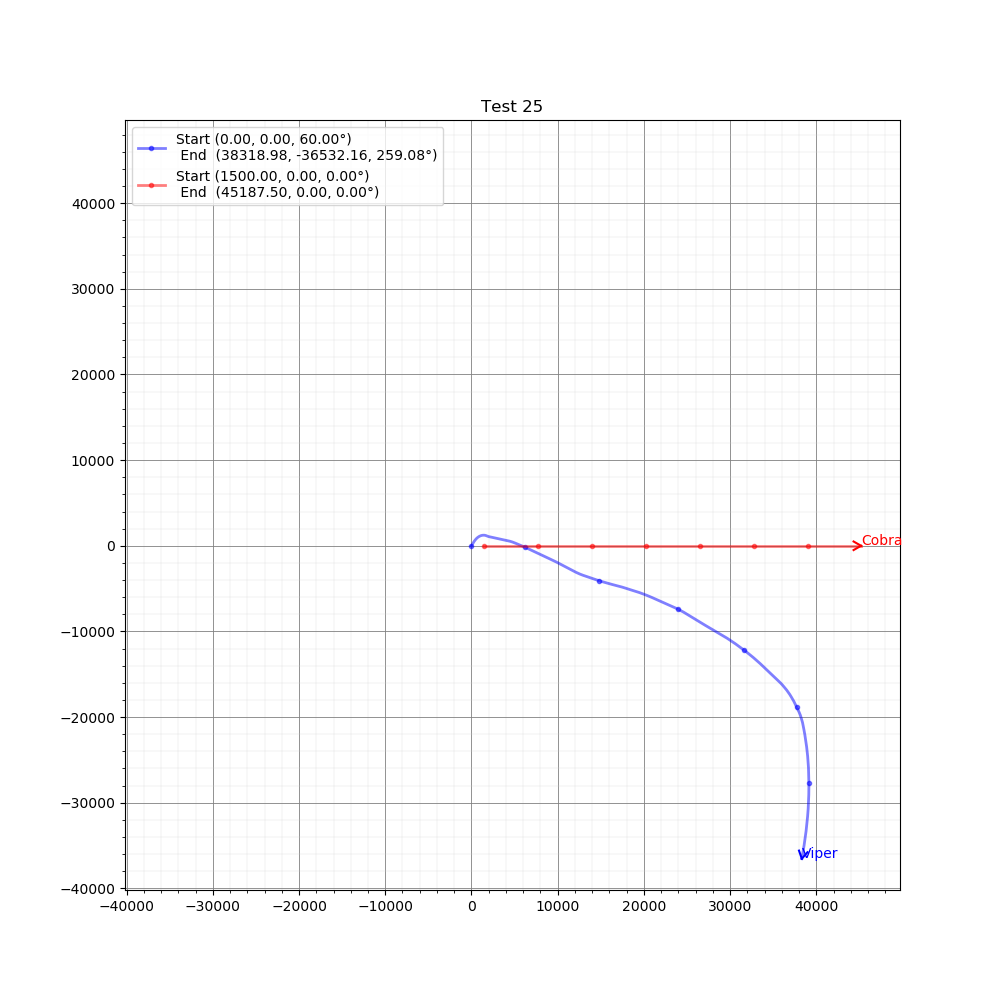 Test 25
Start (0.00, 0.00, 60.00°)
End (38318.98, -36532.16, 259.08°)
Start (1500.00, 0.00, 0.00°)
End (45187.50, 0.00, 0.00°)
40000
30000
20000
10000
0
−10000
−20000
−30000
−40000
Cobra
Viper
−40000 −30000 −20000 −10000 0 10000 20000 30000 40000